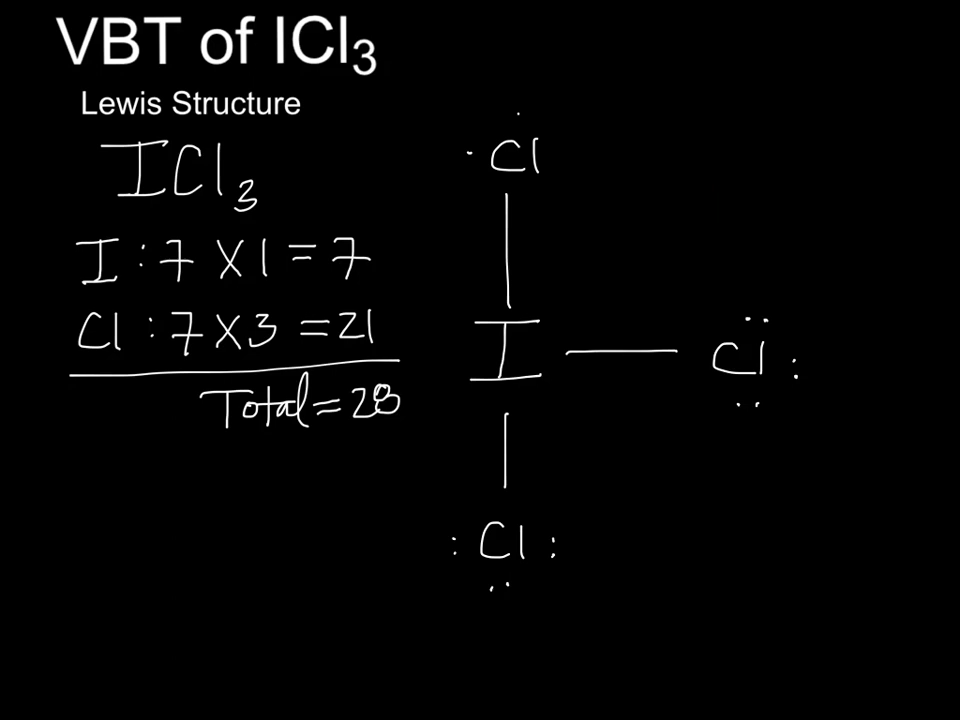 VBT of ICl₃
Lewis Structure
ICl₃
I : 7 X 1 = 7
Cl : 7 X 3 = 21
Total = 28
· Cl
I — Cl :
: Cl :